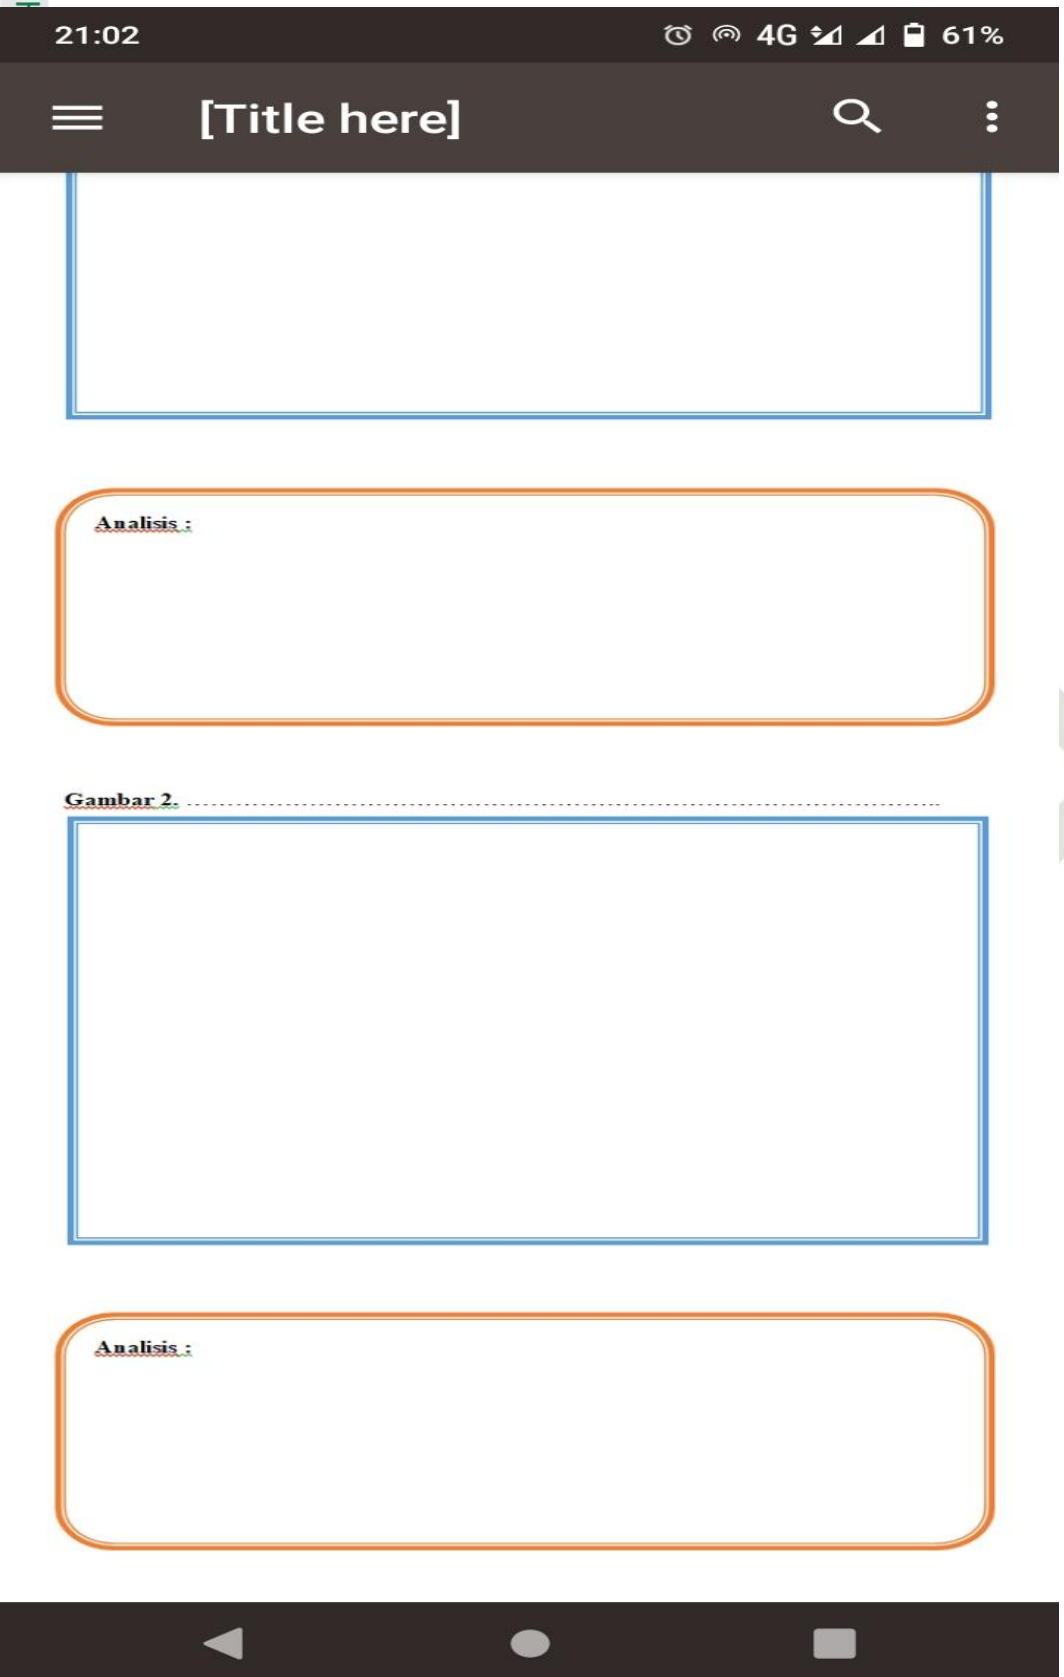 21:02 4G 61%
[Title here]
Analisis :
Gambar 2. ........................................................................................
Analisis :